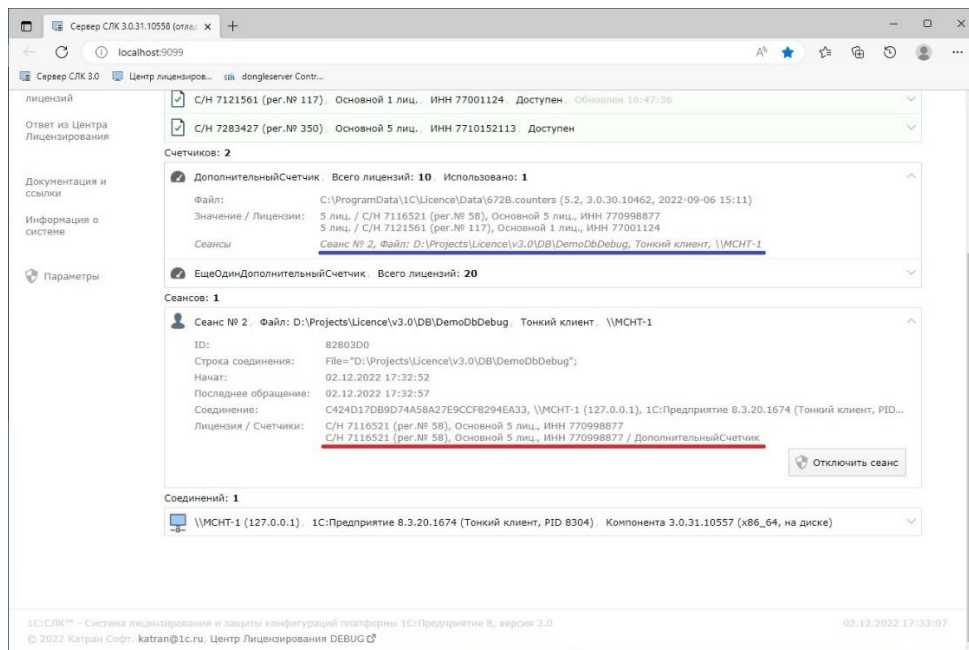 Сервер СЛК 3.0.31.10558 (отла
localhost:9099
Сервер СЛК 3.0 Центр лицензиров... silk dongleserver Contr...
лицензий
Ответ из Центра
Лицензирования
Документация и
ссылки
Информация о
системе
Параметры
С/Н 7121561 (рег.№ 117), Основной 1 лиц., ИНН 77001124, Доступен, Обновлен 16:47:36
С/Н 7283427 (рег.№ 350), Основной 5 лиц., ИНН 7710152113, Доступен
Счетчиков: 2
ДополнительныйСчетчик, Всего лицензий: 10, Использовано: 1
Файл: C:\ProgramData\1C\Licence\Data\672B.counters (5.2, 3.0.30.10462, 2022-09-06 15:11)
Значение / Лицензии: 5 лиц. / С/Н 7116521 (рег.№ 58), Основной 5 лиц., ИНН 770998877
5 лиц. / С/Н 7121561 (рег.№ 117), Основной 1 лиц., ИНН 77001124
Сеансы Сеанс № 2, Файл: D:\Projects\Licence\v3.0\DB\DemoDbDebug, Тонкий клиент, \\MCHT-1
ЕщеОдинДополнительныйСчетчик, Всего лицензий: 20
Сеансов: 1
Сеанс № 2, Файл: D:\Projects\Licence\v3.0\DB\DemoDbDebug, Тонкий клиент, \\MCHT-1
ID: 82803D0
Строка соединения: File="D:\Projects\Licence\v3.0\DB\DemoDbDebug";
Начат: 02.12.2022 17:32:52
Последнее обращение: 02.12.2022 17:32:57
Соединение: C424D17DB9D74A58A27E9CCF8294EA33, \\MCHT-1 (127.0.0.1), 1С:Предприятие 8.3.20.1674 (Тонкий клиент, PID...
Лицензия / Счетчики: С/Н 7116521 (рег.№ 58), Основной 5 лиц., ИНН 770998877
С/Н 7116521 (рег.№ 58), Основной 5 лиц., ИНН 770998877 / ДополнительныйСчетчик
Отключить сеанс
Соединений: 1
\\MCHT-1 (127.0.0.1), 1С:Предприятие 8.3.20.1674 (Тонкий клиент, PID 8304), Компонента 3.0.31.10557 (x86_64, на диске)
1С:СЛК™ - Система лицензирования и защиты конфигураций платформы 1С:Предприятие 8, версия 3.0 02.12.2022 17:33:07
© 2022 Катран Софт. katran@1c.ru, Центр Лицензирования DEBUG